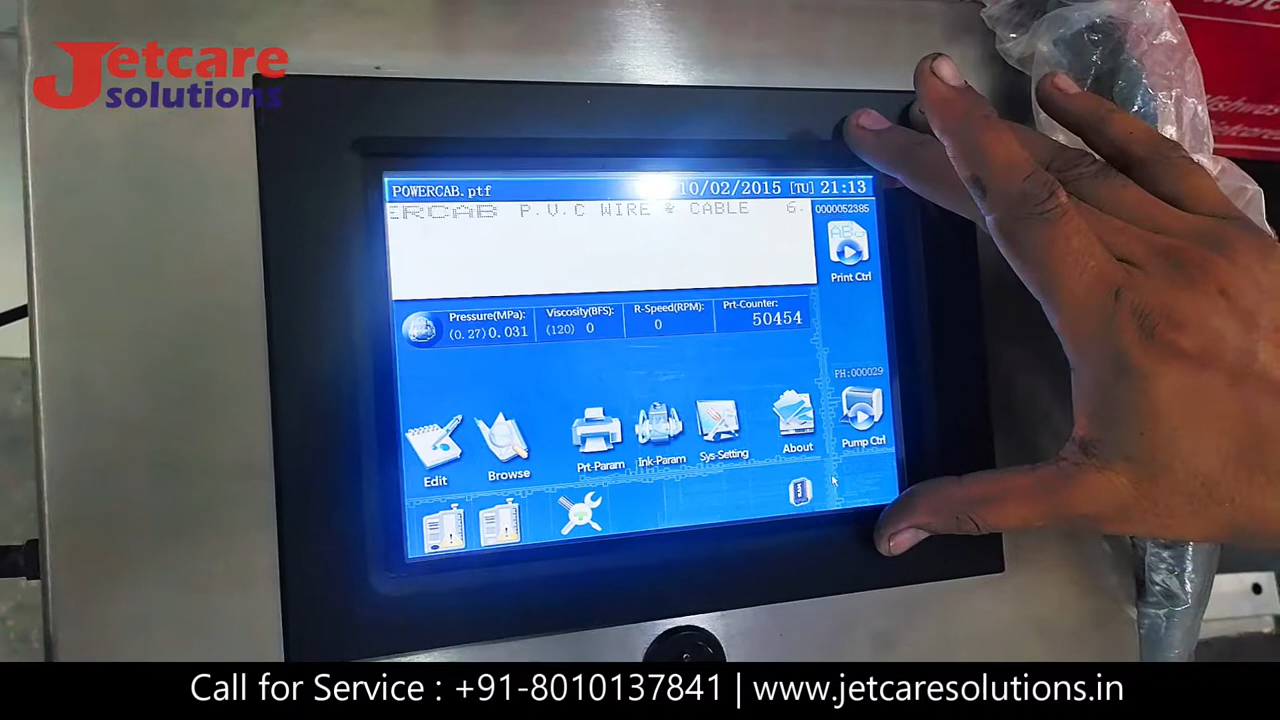 Jetcare
solutions
POWERCAB.ptf
10/02/2015 [TU] 21:13
ERCAB P.V.C WIRE & CABLE 6.
0000052385
Print Ctrl
Pressure(MPa):
(0.27) 0.031
Viscosity(BFS):
(120) 0
R-Speed(RPM):
0
Prt-Counter:
50454
PH:000029
Pump Ctrl
Edit
Browse
Prt-Param
Ink-Param
Sys-Setting
About
Call for Service : +91-8010137841 | www.jetcaresolutions.in